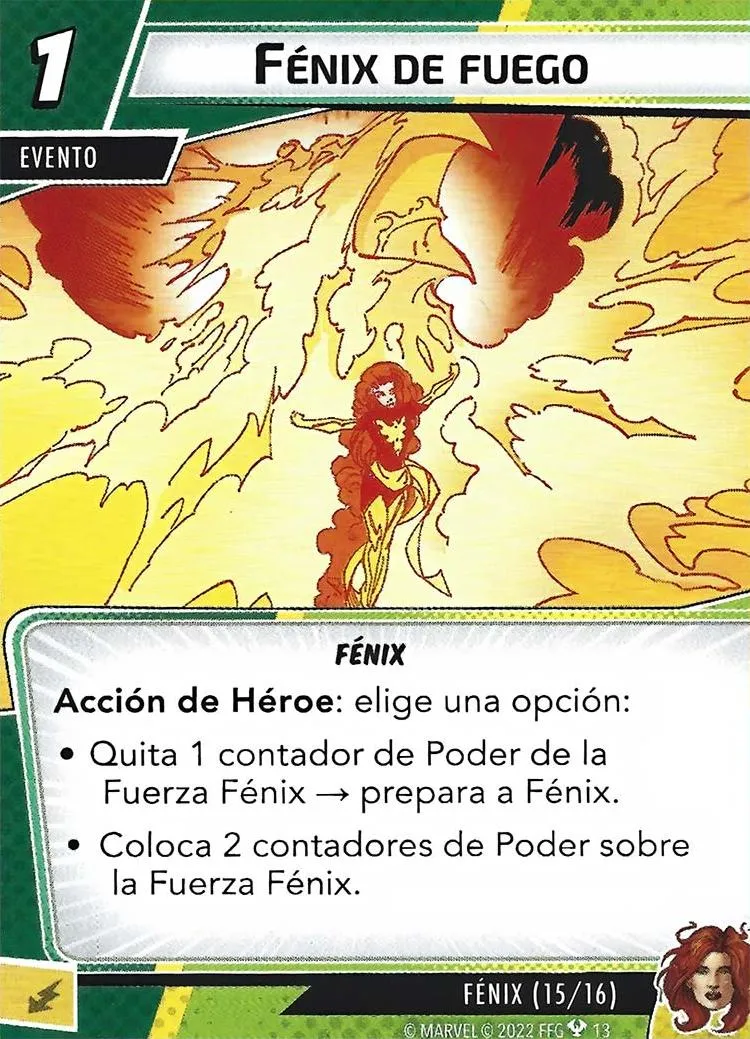 1
FÉNIX DE FUEGO
EVENTO
FÉNIX
Acción de Héroe: elige una opción:
• Quita 1 contador de Poder de la
Fuerza Fénix → prepara a Fénix.
• Coloca 2 contadores de Poder sobre
la Fuerza Fénix.
FÉNIX (15/16)
© MARVEL © 2022 FFG 13